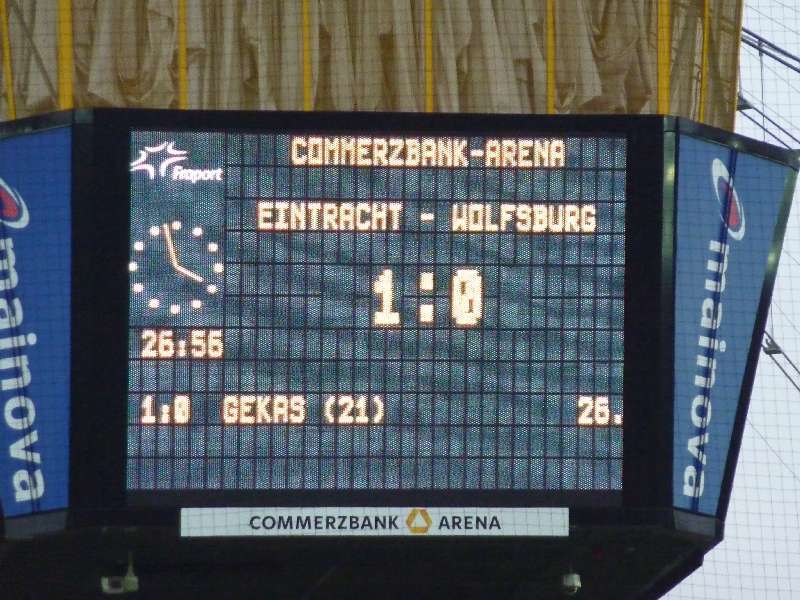 COMMERZBANK-ARENA
Fraport
EINTRACHT - WOLFSBURG
1:0
26:56
1:0 GEKAS (21) 26.
COMMERZBANK ARENA
mainova
mainova